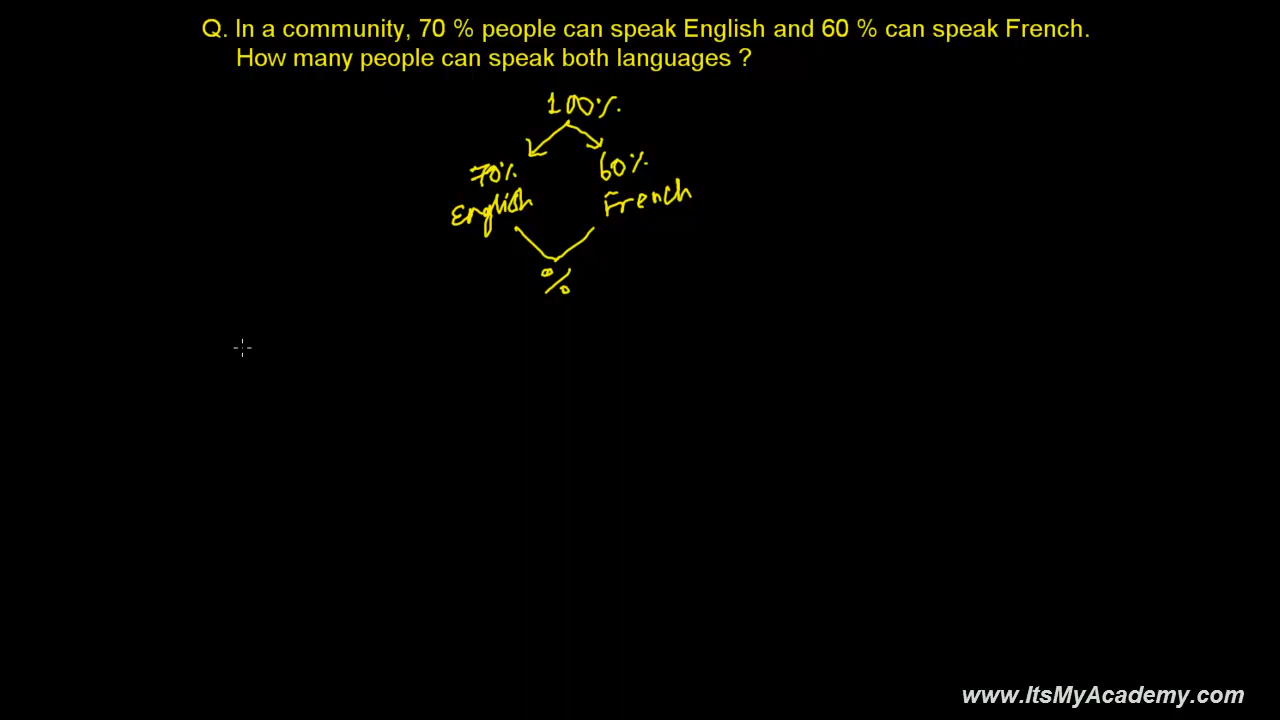 Q. In a community, 70 % people can speak English and 60 % can speak French.
How many people can speak both languages ?
100%
70% 60%
English French
%
www.ItsMyAcademy.com